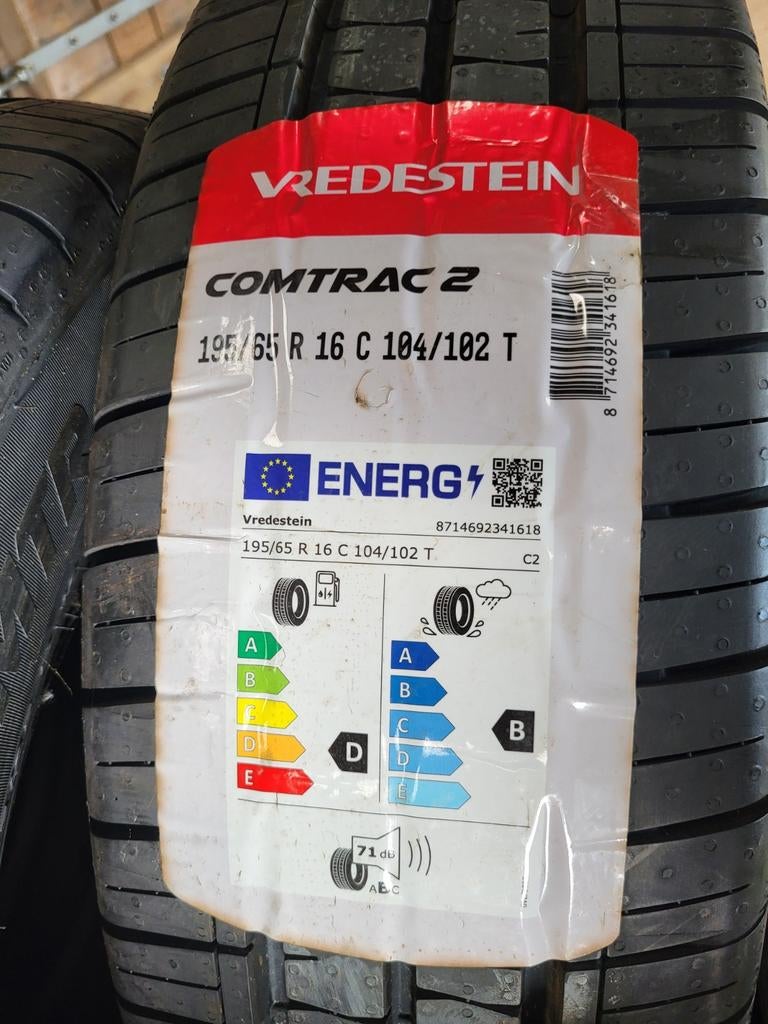 VREDESTEIN
COMTRAC 2
195/65 R 16 C 104/102 T
8 714692 341618
ENERG
Vredestein 8714692341618
195/65 R 16 C 104/102 T C2
A
B
C
D
E
D
A
B
C
D
E
B
71 dB
ABC